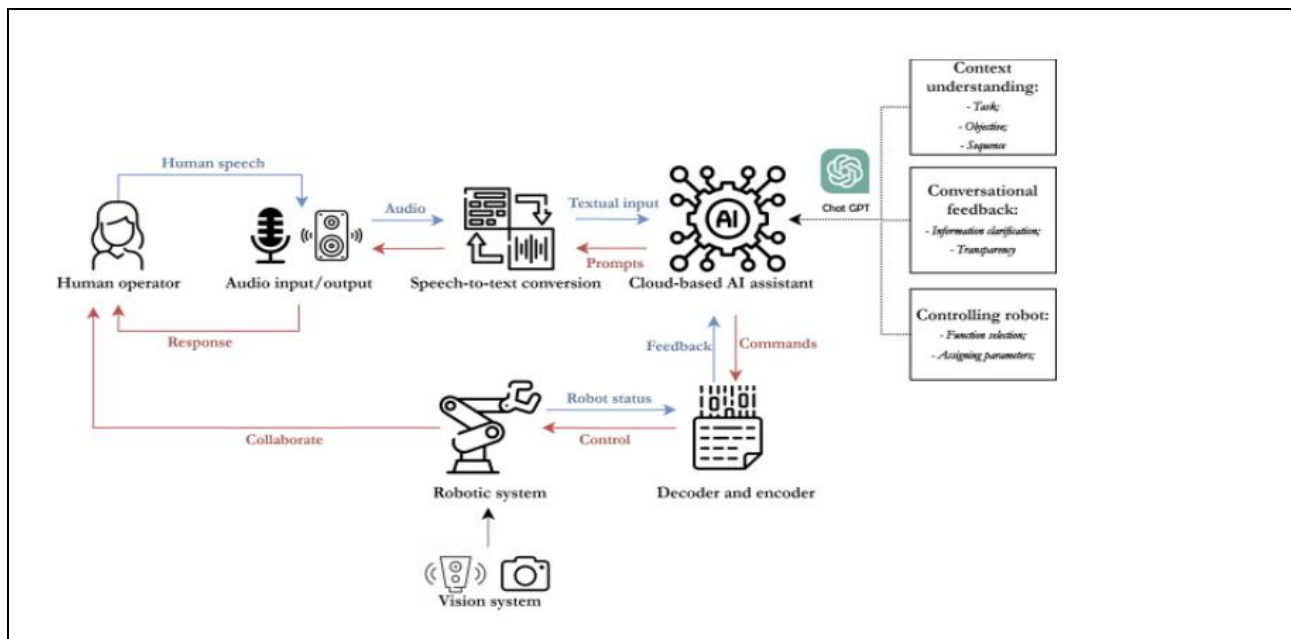 Context
understanding:
- Task;
- Objective;
- Sequence
Human speech
Chat GPT
Audio
Textual input
AI
Conversational
feedback:
- Information clarification;
- Transparency
Prompts
Human operator
Audio input/output
Speech-to-text conversion
Cloud-based AI assistant
Controlling robot:
- Function selection;
- Assigning parameters;
Response
Feedback
Commands
Robot status
Collaborate
Control
Robotic system
Decoder and encoder
Vision system